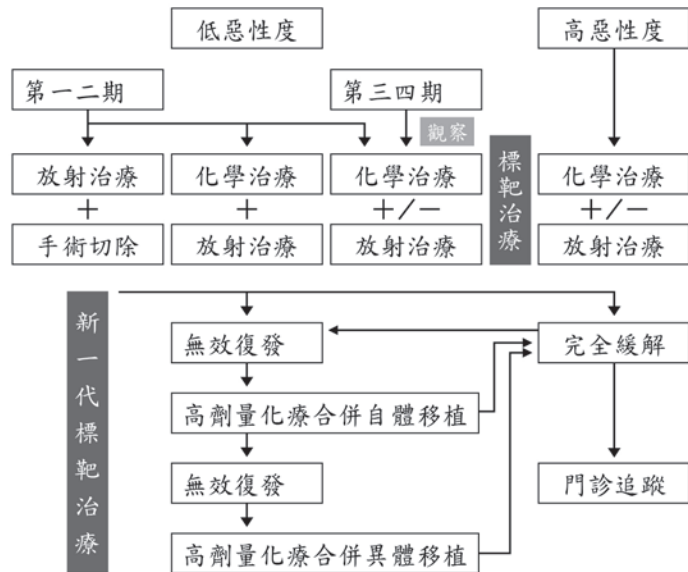 低惡性度
高惡性度
第一二期
第三四期
觀察
標靶治療
放射治療
+
手術切除
化學治療
+
放射治療
化學治療
+/−
放射治療
化學治療
+/−
放射治療
新一代標靶治療
無效復發
完全緩解
高劑量化療合併自體移植
無效復發
門診追蹤
高劑量化療合併異體移植